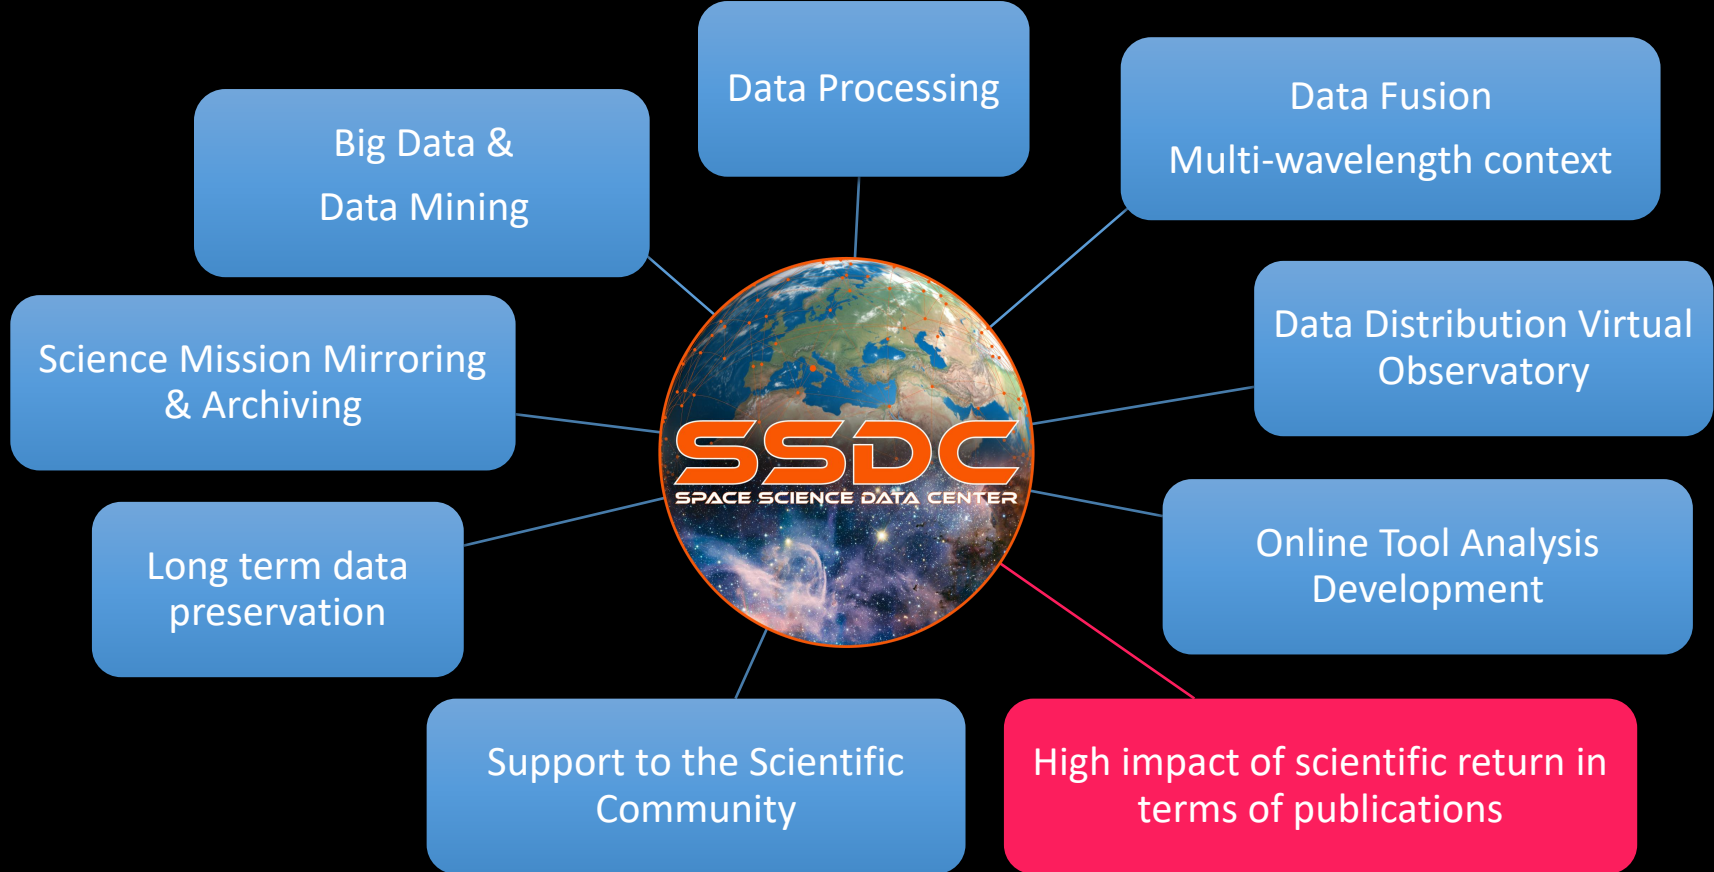 Data Processing
Data Fusion
Multi-wavelength context
Big Data &
Data Mining
Data Distribution Virtual
Observatory
Science Mission Mirroring
& Archiving
SSDC
SPACE SCIENCE DATA CENTER
Online Tool Analysis
Development
Long term data
preservation
Support to the Scientific
Community
High impact of scientific return in
terms of publications